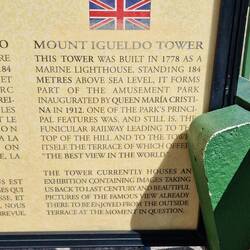 MOUNT IGUELDO TOWER
THIS TOWER WAS BUILT IN 1778 AS A
MARINE LIGHTHOUSE. STANDING 184
METRES ABOVE SEA LEVEL, IT FORMS
PART OF THE AMUSEMENT PARK
INAUGURATED BY QUEEN MARÍA CRISTI-
NA IN 1912. ONE OF THE PARK'S PRINCI-
PAL FEATURES WAS, AND STILL IS, THE
FUNICULAR RAILWAY LEADING TO THE
TOP OF THE HILL AND TO THE TOWER
ITSELF THE TERRACE OF WHICH OFFERS
"THE BEST VIEW IN THE WORLD".
THE TOWER CURRENTLY HOUSES AN
EXHIBITION CONTAINING IMAGES TAKING
US BACK TO LAST CENTURY AND BEAUTIFUL
PICTURES OF THE FAMOUS VIEW ALREADY
THERE TO BE ENJOYED FROM THE OUTSIDE
TERRACE AT THE MOMENT IN QUESTION.